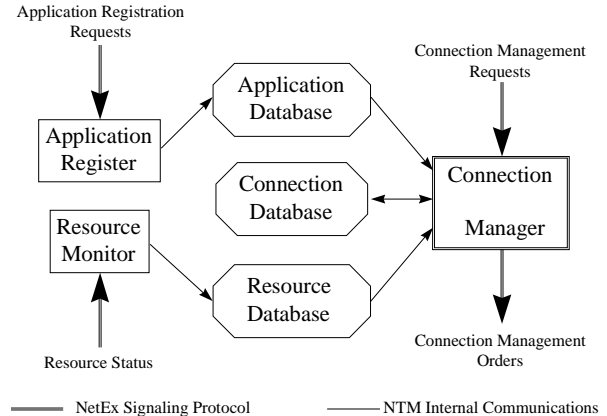 Application Registration
Requests
Connection Management
Requests
Application
Database
Application
Register
Connection
Database
Connection
Manager
Resource
Monitor
Resource
Database
Resource Status
Connection Management
Orders
NetEx Signaling Protocol
NTM Internal Communications